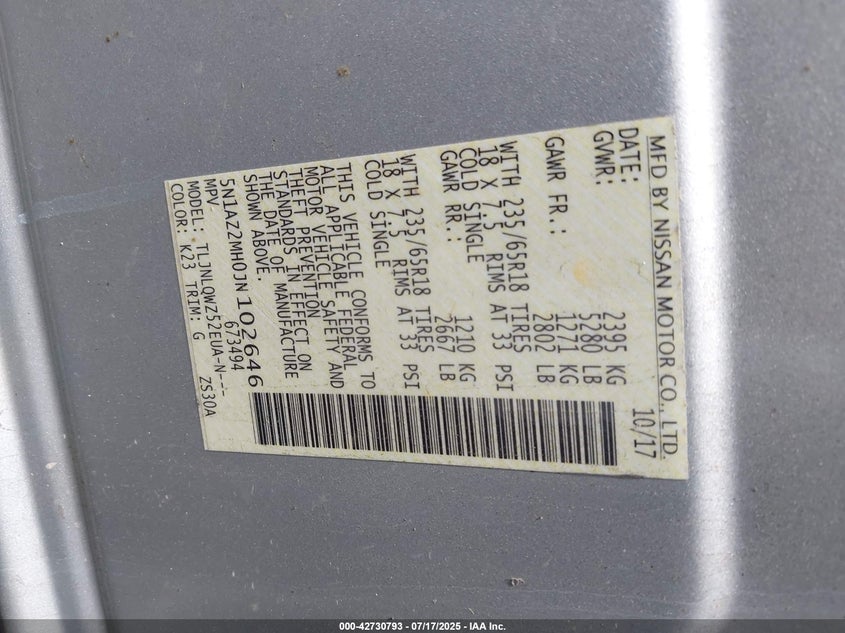 MFD BY NISSAN MOTOR CO., LTD.
DATE: 10/17
GVWR: 2395 KG
5280 LB
GAWR FR.: 1271 KG
2802 LB
WITH 235/65R18 TIRES
18 X 7.5 RIMS AT 33 PSI
COLD SINGLE
GAWR RR.: 1210 KG
2667 LB
WITH 235/65R18 TIRES
18 X 7.5 RIMS AT 33 PSI
COLD SINGLE
THIS VEHICLE CONFORMS TO
ALL APPLICABLE FEDERAL
MOTOR VEHICLE SAFETY AND
THEFT PREVENTION
STANDARDS IN EFFECT ON
THE DATE OF MANUFACTURE
SHOWN ABOVE.
5N1AZ2MH0JN102646
MPV 673494
MODEL: TLJNLQWZ52EUA-N---
COLOR: K23 TRIM: G ZS30A
000-42730793 - 07/17/2025 - IAA Inc.